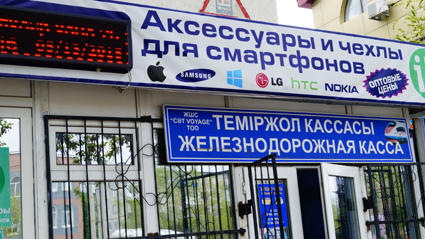 Аксессуары и чехлы
для смартфонов
SAMSUNG
LG
hTC
NOKIA
ОПТОВЫЕ
ЦЕНЫ
ЖШС
"СВТ VOYAGE"
ТОО
ТЕМІРЖОЛ КАССАСЫ
ЖЕЛЕЗНОДОРОЖНАЯ КАССА